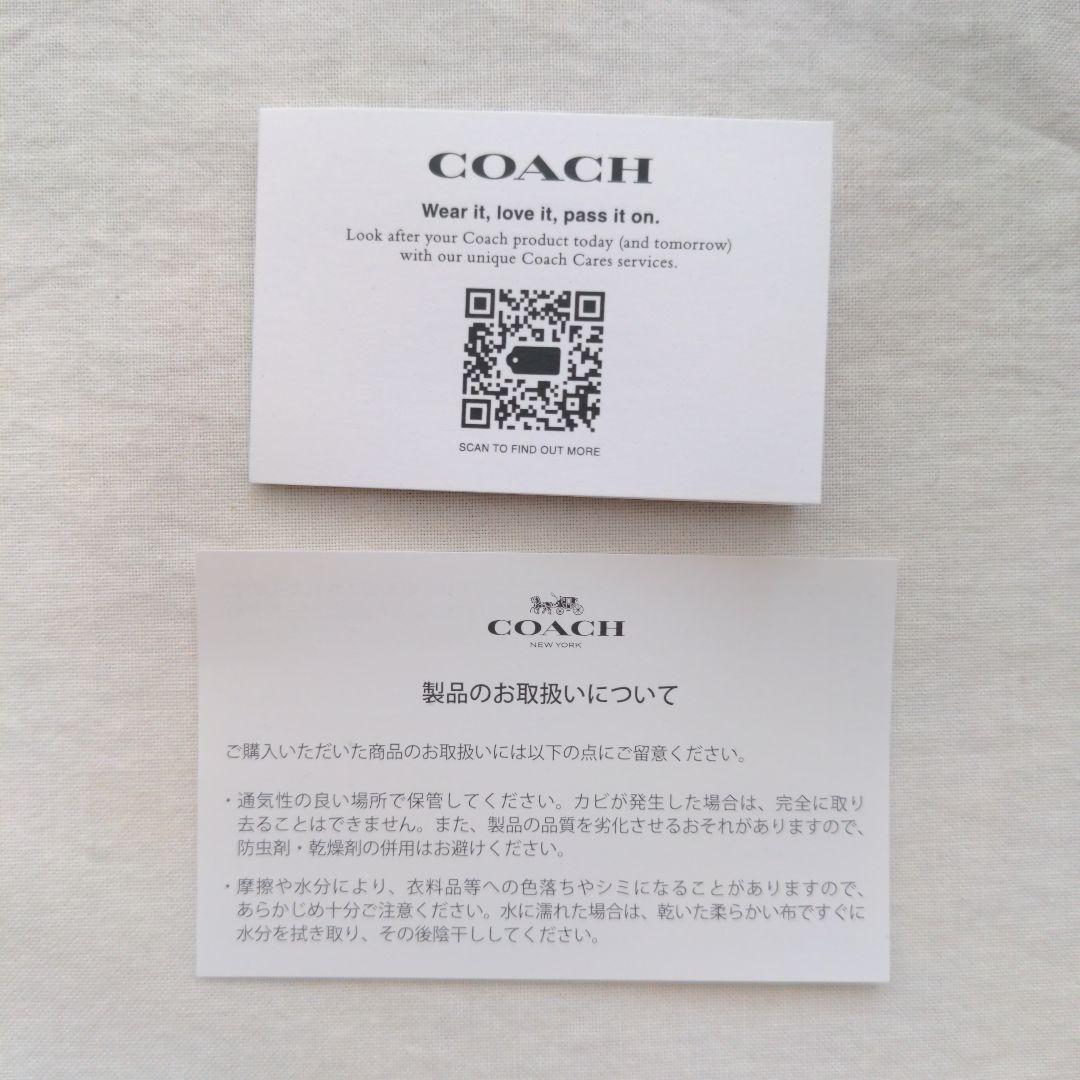 COACH
Wear it, love it, pass it on.
Look after your Coach product today (and tomorrow)
with our unique Coach Cares services.
SCAN TO FIND OUT MORE
COACH
NEW YORK
製品のお取扱いについて
ご購入いただいた商品のお取扱いには以下の点にご留意ください。
・通気性の良い場所で保管してください。カビが発生した場合は、完全に取り
去ることはできません。また、製品の品質を劣化させるおそれがありますので、
防虫剤・乾燥剤の併用はお避けください。
・摩擦や水分により、衣料品等への色落ちやシミになることがありますので、
あらかじめ十分ご注意ください。水に濡れた場合は、乾いた柔らかい布ですぐに
水分を拭き取り、その後陰干ししてください。